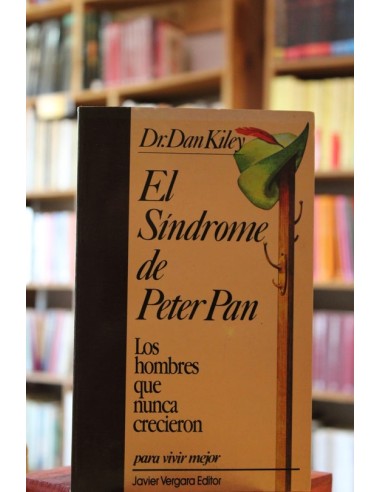 Dr. Dan Kiley
El
Síndrome
de
Peter Pan
Los
hombres
que
nunca
crecieron
para vivir mejor
Javier Vergara Editor